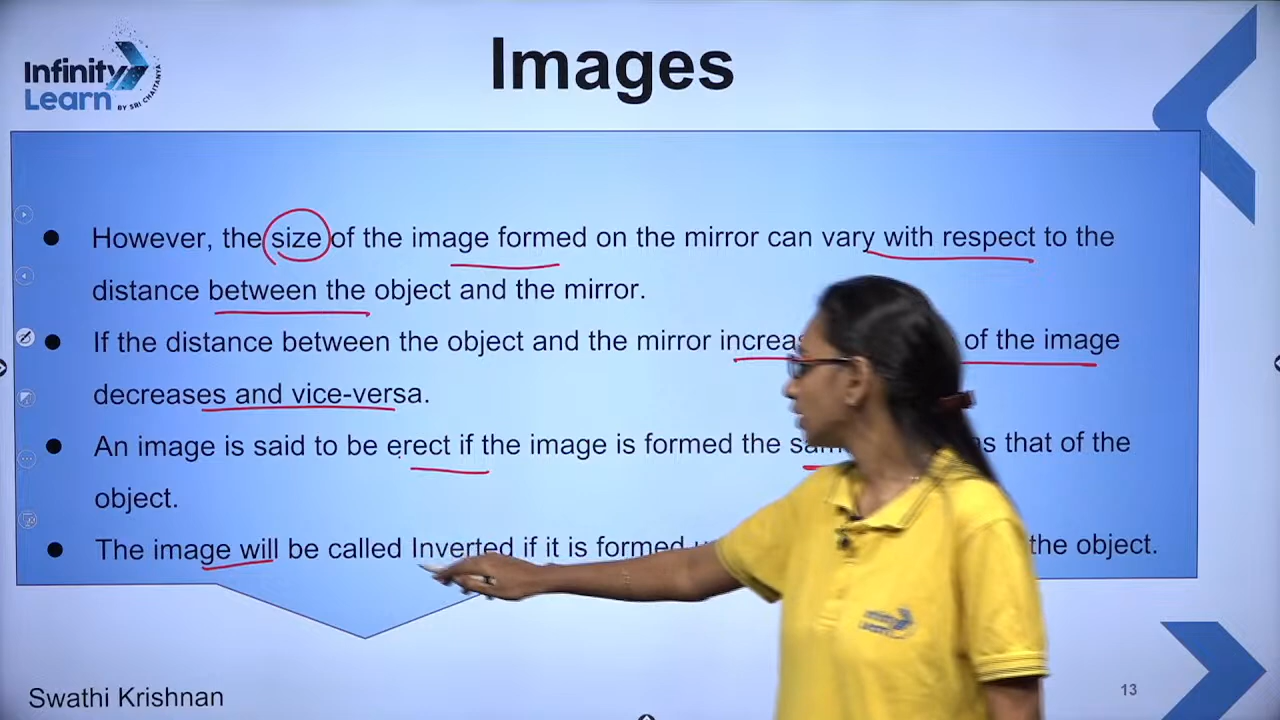 Infinity
Learn
BY SRI CHAITANYA
Images
However, the size of the image formed on the mirror can vary with respect to the
distance between the object and the mirror.
If the distance between the object and the mirror of the image
decreases and vice-versa.
An image is said to be erect if the image is formed the that of the
object.
The image will be called Inverted if it is formed the object.
Infinity
Learn
Swathi Krishnan
13